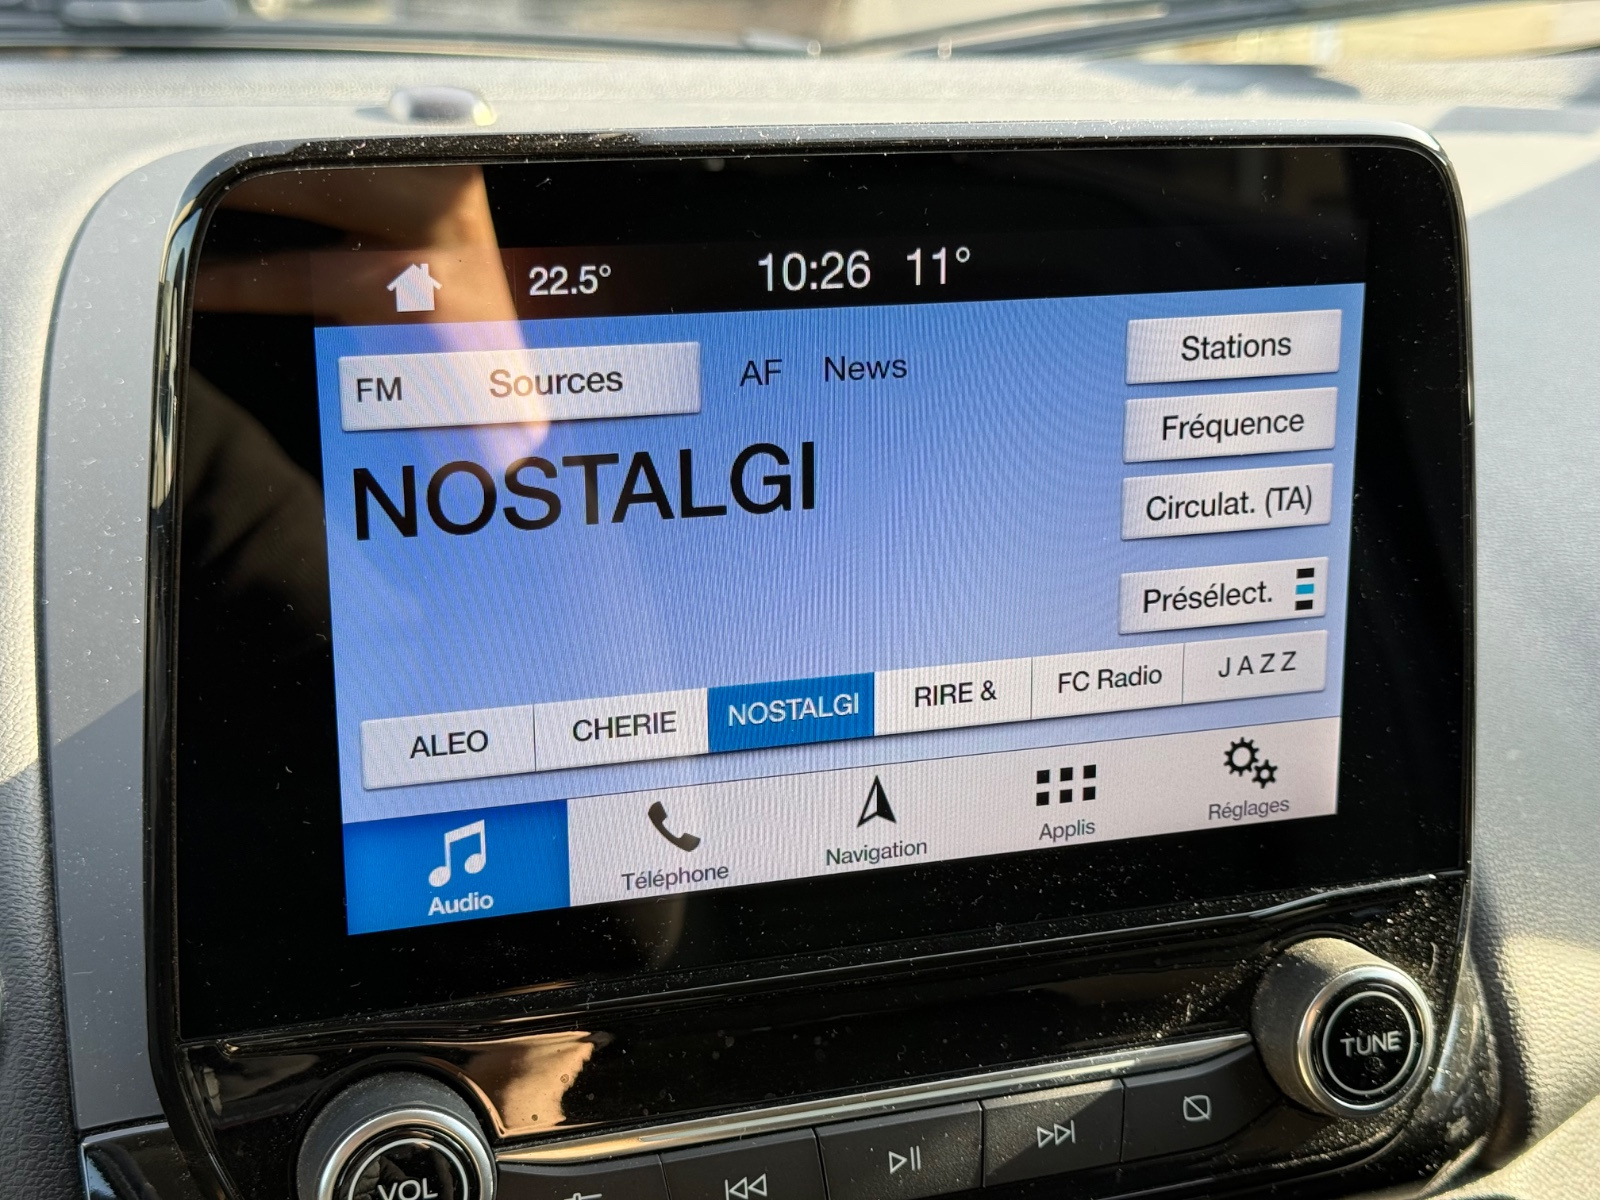 22.5° 10:26 11°
FM Sources AF News Stations
Fréquence
NOSTALGI
Circulat. (TA)
Présélect.
ALEO CHERIE NOSTALGI RIRE & FC Radio JAZZ
Audio Téléphone Navigation Applis Réglages
TUNE
VOL